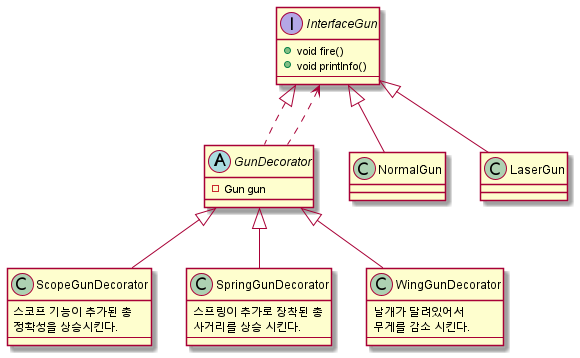 I InterfaceGun
void fire()
void printInfo()
A GunDecorator
Gun gun
C NormalGun
C LaserGun
C ScopeGunDecorator
스코프 기능이 추가된 총
정확성을 상승시킨다.
C SpringGunDecorator
스프링이 추가로 장착된 총
사거리를 상승 시킨다.
C WingGunDecorator
날개가 달려있어서
무게를 감소 시킨다.